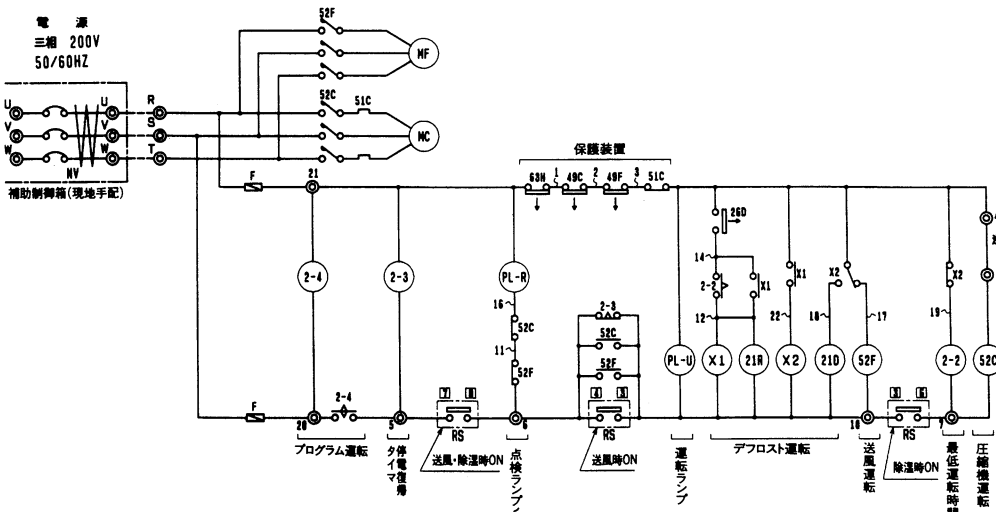 電源
三相 200V
50/60HZ
52F
MF
U
V
W
U
V
W
R
S
T
NV
52C
51C
MC
補助制御箱(現地手配)
F
21
保護装置
63H
1
49C
2
49F
3
51C
26D
14
2-4
2-3
PL-R
16
52C
11
52F
2-3
52C
52F
2-2
X1
12
X1
22
X2
18
17
X2
19
PL-U
X1
21R
X2
21D
52F
2-2
52C
F
20
2-4
5
7
8
RS
6
4
3
RS
10
5
6
RS
7
プログラム運転
停電復帰
タイマ
送風・除湿時ON
点検ランプ
送風時ON
運転ランプ
デフロスト運転
送風運転
除湿時ON
最低運転時間
圧縮機運転